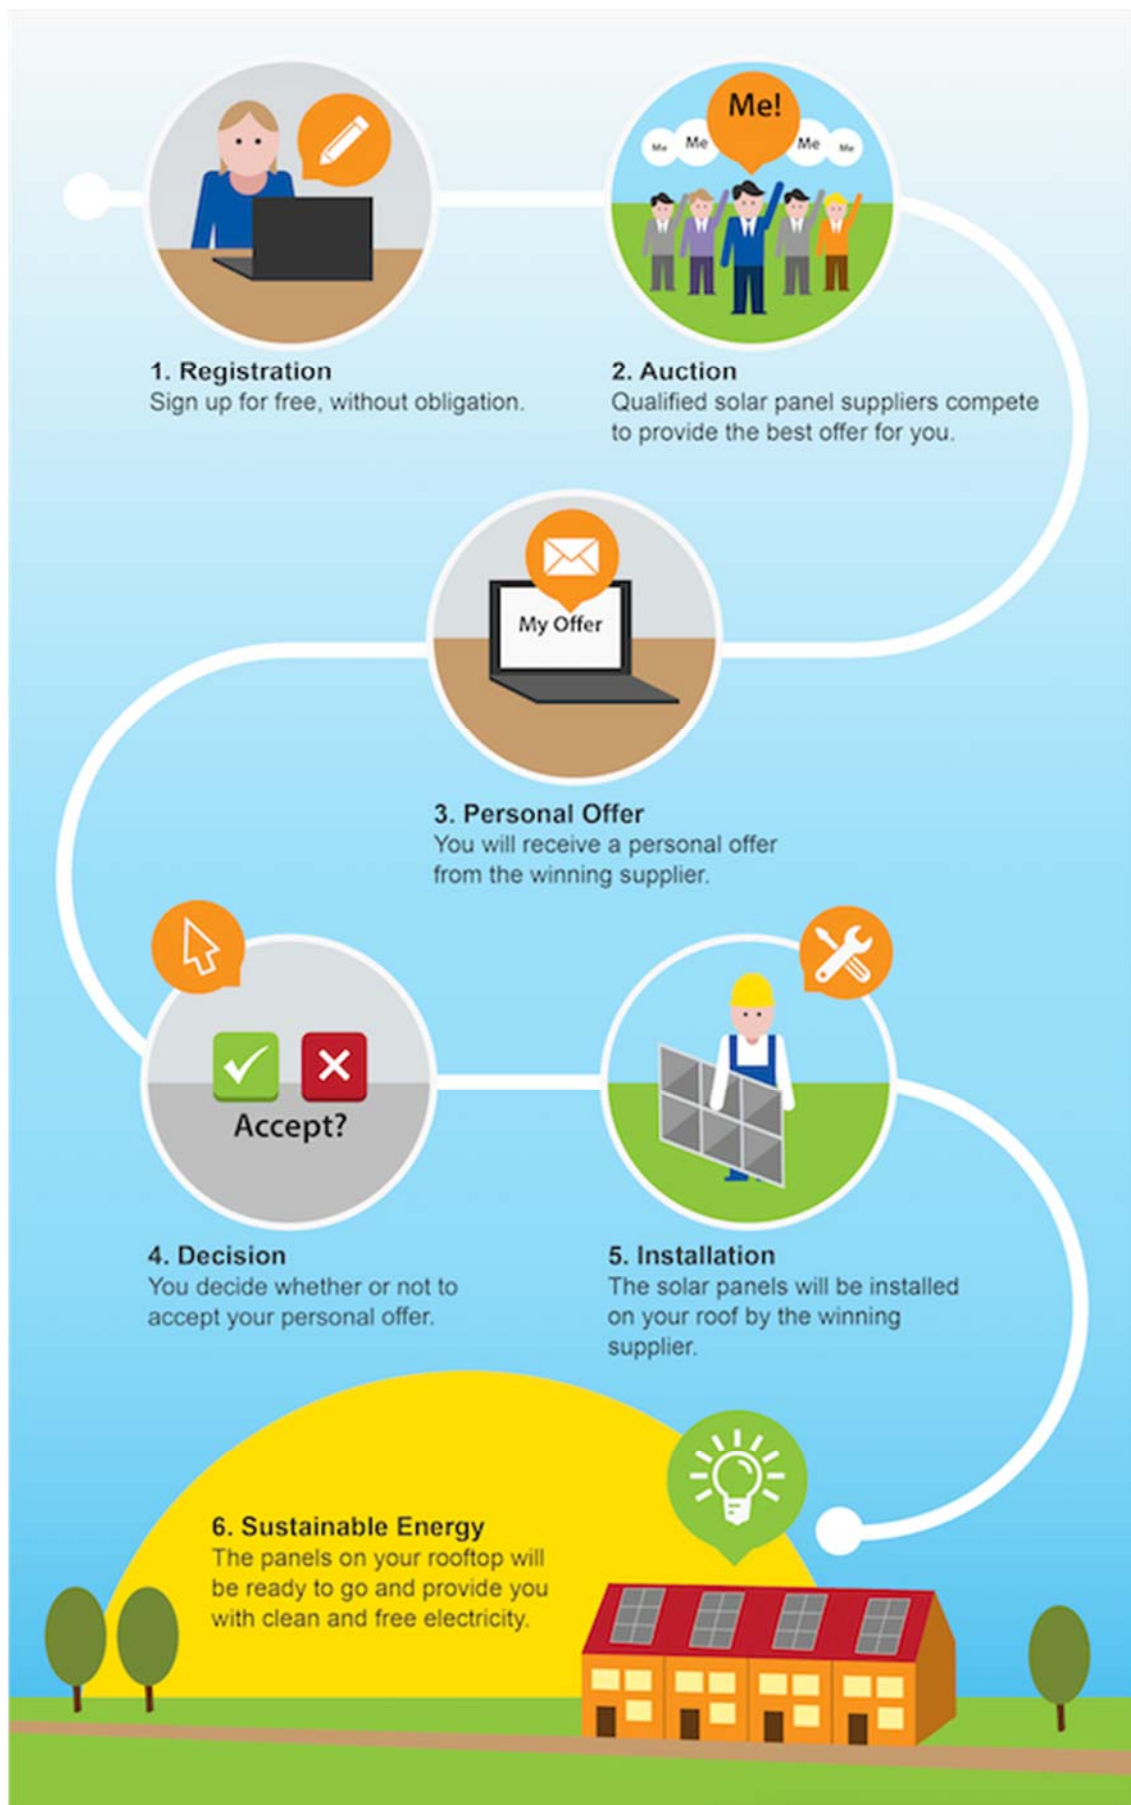 Me!
Me
Me
Me
Me
1. Registration
Sign up for free, without obligation.
2. Auction
Qualified solar panel suppliers compete
to provide the best offer for you.
My Offer
3. Personal Offer
You will receive a personal offer
from the winning supplier.
Accept?
4. Decision
You decide whether or not to
accept your personal offer.
5. Installation
The solar panels will be installed
on your roof by the winning
supplier.
6. Sustainable Energy
The panels on your rooftop will
be ready to go and provide you
with clean and free electricity.